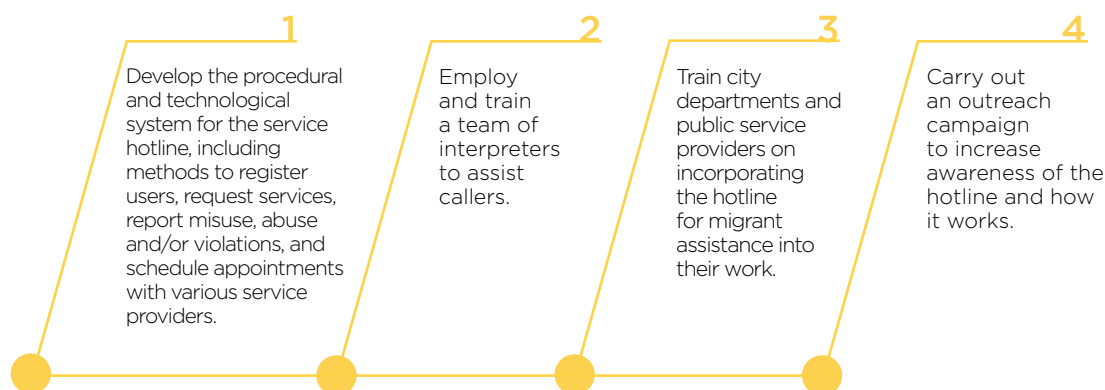 1
Develop the procedural
and technological
system for the service
hotline, including
methods to register
users, request services,
report misuse, abuse
and/or violations, and
schedule appointments
with various service
providers.
2
Employ
and train
a team of
interpreters
to assist
callers.
3
Train city
departments and
public service
providers on
incorporating
the hotline
for migrant
assistance into
their work.
4
Carry out
an outreach
campaign
to increase
awareness of the
hotline and how
it works.